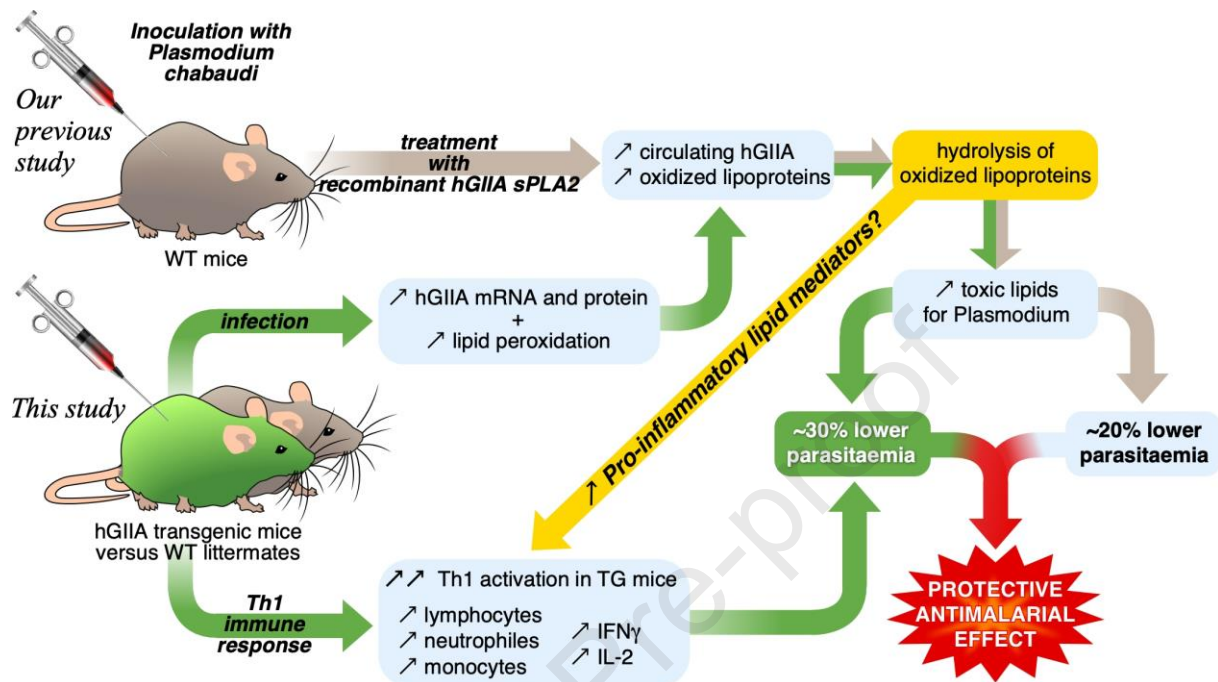 Inoculation with
Plasmodium
chabaudi
Our
previous
study
WT mice
treatment
with
recombinant hGIIA sPLA2
↗ circulating hGIIA
↗ oxidized lipoproteins
hydrolysis of
oxidized lipoproteins
infection
↗ hGIIA mRNA and protein
+
↗ lipid peroxidation
↗ Pro-inflammatory lipid mediators?
↗ toxic lipids
for Plasmodium
This study
hGIIA transgenic mice
versus WT littermates
~30% lower
parasitaemia
~20% lower
parasitaemia
Th1
immune
response
↗↗ Th1 activation in TG mice
↗ lymphocytes
↗ neutrophiles
↗ monocytes
↗ IFNγ
↗ IL-2
PROTECTIVE
ANTIMALARIAL
EFFECT
Pre-proof